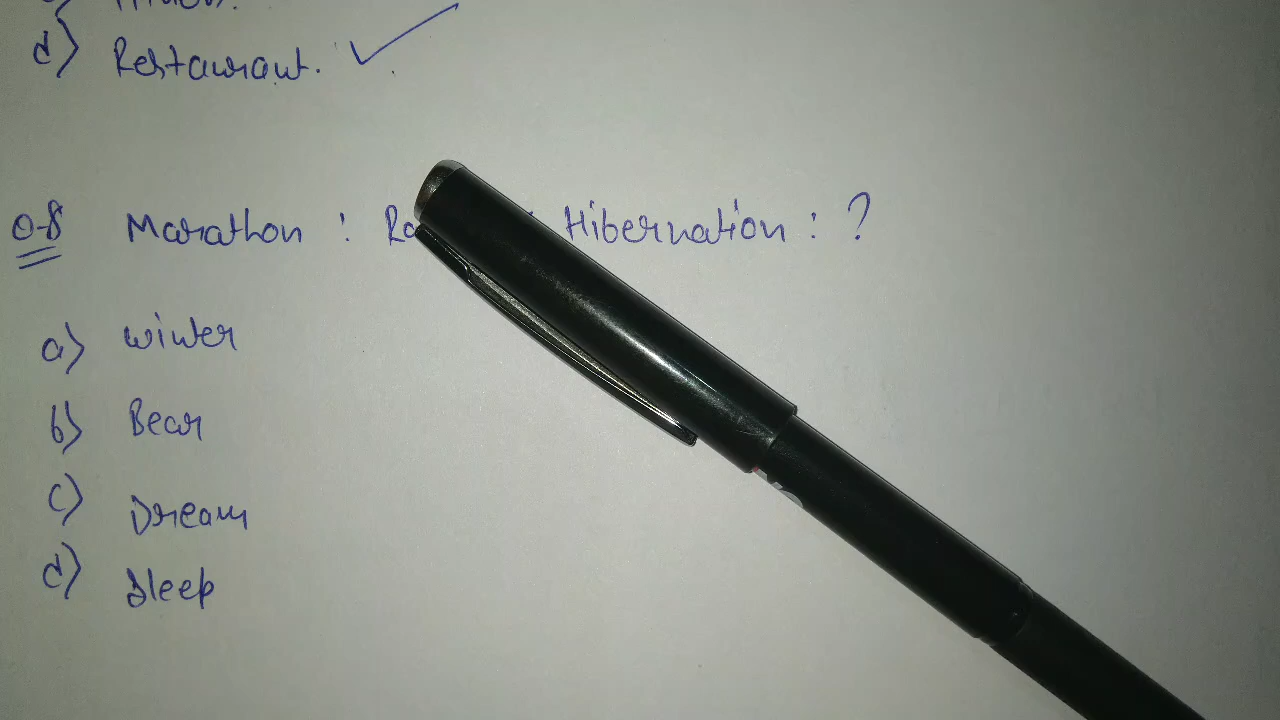 d) Restaurant.
Q-8 Marathon : Hibernation : ?
a) winter
b) Bear
c) Dream
d) Sleep